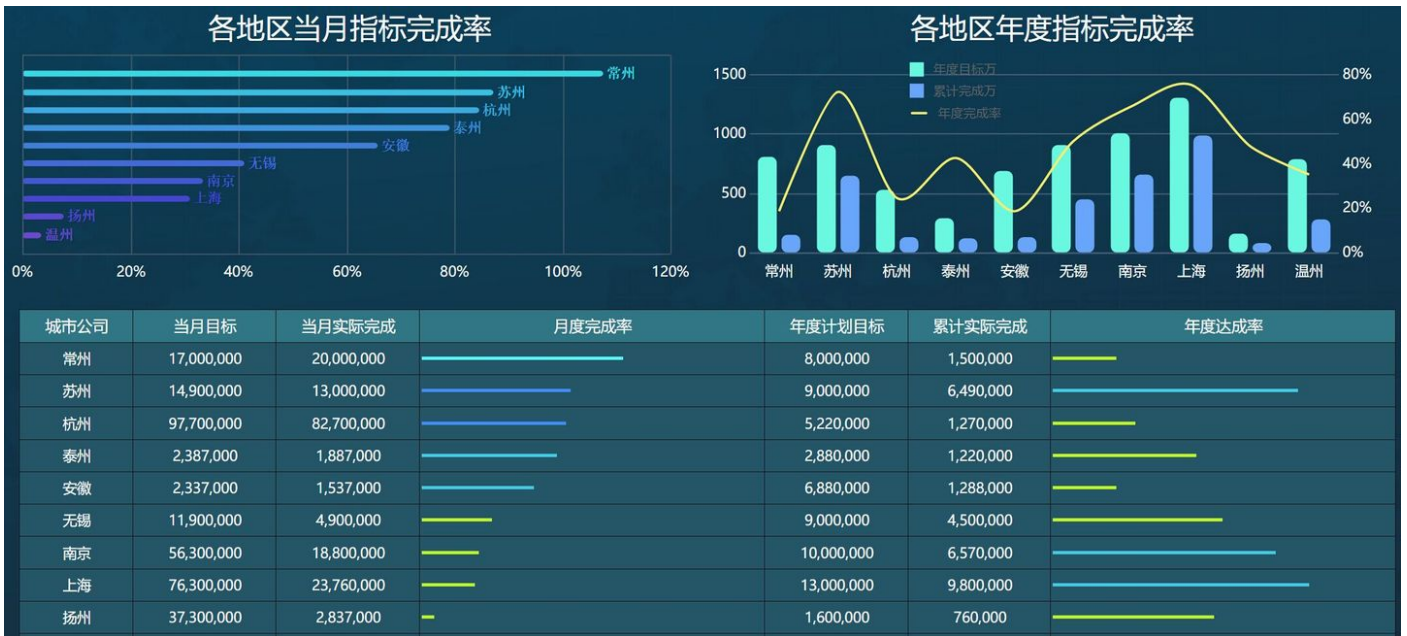 各地区当月指标完成率
常州
苏州
杭州
泰州
安徽
无锡
南京
上海
扬州
温州
0% 20% 40% 60% 80% 100% 120%
各地区年度指标完成率
年度目标万
累计完成万
年度完成率
1500
1000
500
0
80%
60%
40%
20%
0%
常州 苏州 杭州 泰州 安徽 无锡 南京 上海 扬州 温州
城市公司 当月目标 当月实际完成 月度完成率 年度计划目标 累计实际完成 年度达成率
常州 17,000,000 20,000,000 8,000,000 1,500,000
苏州 14,900,000 13,000,000 9,000,000 6,490,000
杭州 97,700,000 82,700,000 5,220,000 1,270,000
泰州 2,387,000 1,887,000 2,880,000 1,220,000
安徽 2,337,000 1,537,000 6,880,000 1,288,000
无锡 11,900,000 4,900,000 9,000,000 4,500,000
南京 56,300,000 18,800,000 10,000,000 6,570,000
上海 76,300,000 23,760,000 13,000,000 9,800,000
扬州 37,300,000 2,837,000 1,600,000 760,000